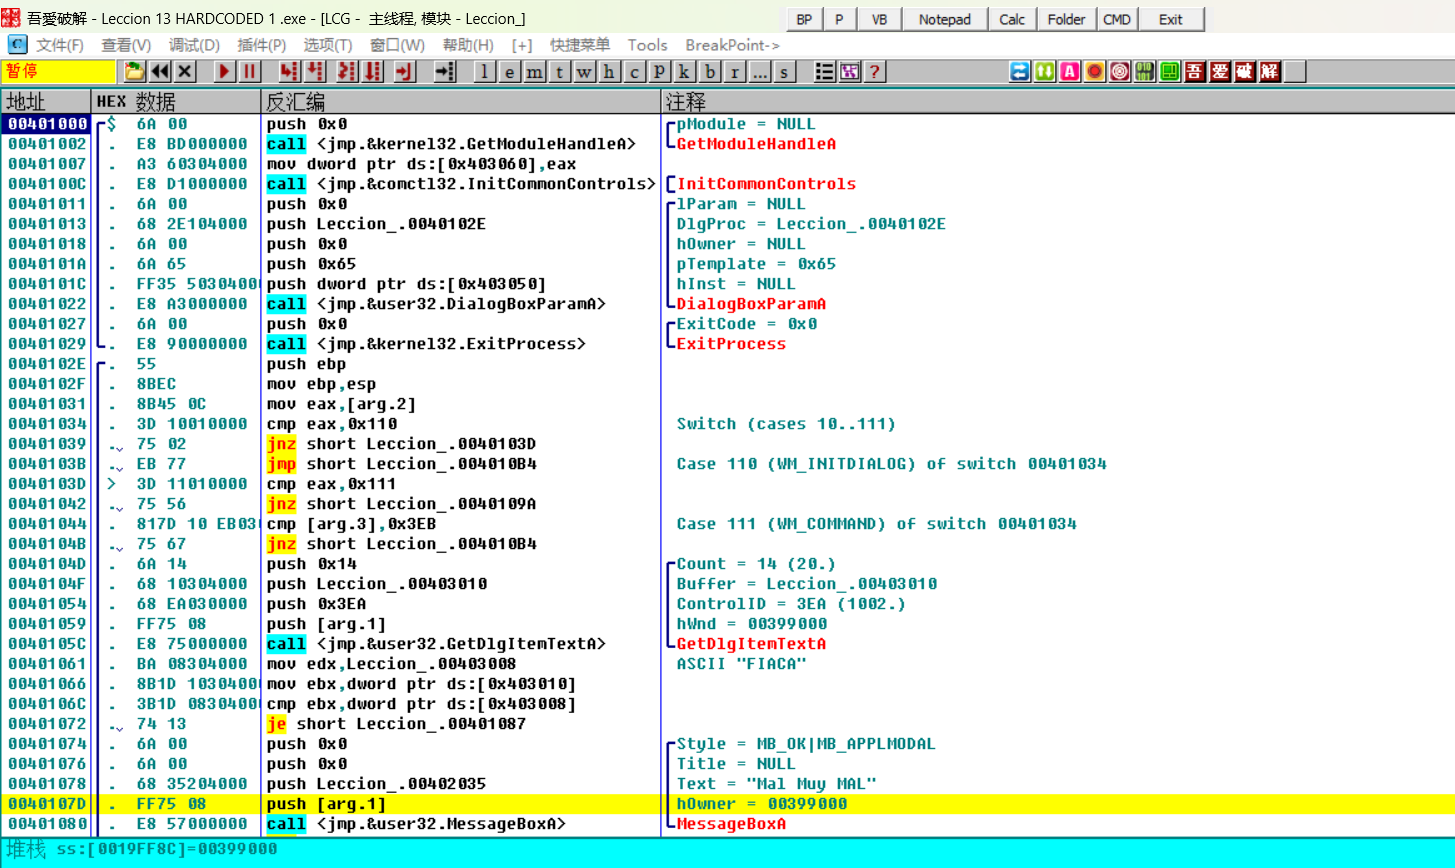 吾愛破解 - Leccion 13 HARDCODED 1 .exe - [LCG - 主线程, 模块 - Leccion_]
BP P VB Notepad Calc Folder CMD Exit
C 文件(F) 查看(V) 调试(D) 插件(P) 选项(T) 窗口(W) 帮助(H) [+] 快捷菜单 Tools BreakPoint->
暂停 l e m t w h c P k b r ... s ? A 吾 爱 破 解
地址 HEX 数据 反汇编 注释
00401000 $ 6A 00 push 0x0 pModule = NULL
00401002 . E8 BD000000 call <jmp.&kernel32.GetModuleHandleA> GetModuleHandleA
00401007 . A3 60304000 mov dword ptr ds:[0x403060],eax
0040100C . E8 D1000000 call <jmp.&comctl32.InitCommonControls> InitCommonControls
00401011 . 6A 00 push 0x0 lParam = NULL
00401013 . 68 2E104000 push Leccion_.0040102E DlgProc = Leccion_.0040102E
00401018 . 6A 00 push 0x0 hOwner = NULL
0040101A . 6A 65 push 0x65 pTemplate = 0x65
0040101C . FF35 5030400 push dword ptr ds:[0x403050] hInst = NULL
00401022 . E8 A3000000 call <jmp.&user32.DialogBoxParamA> DialogBoxParamA
00401027 . 6A 00 push 0x0 ExitCode = 0x0
00401029 . E8 90000000 call <jmp.&kernel32.ExitProcess> ExitProcess
0040102E . 55 push ebp
0040102F . 8BEC mov ebp,esp
00401031 . 8B45 0C mov eax,[arg.2]
00401034 . 3D 10010000 cmp eax,0x110 Switch (cases 10..111)
00401039 . 75 02 jnz short Leccion_.0040103D
0040103B . EB 77 jmp short Leccion_.004010B4 Case 110 (WM_INITDIALOG) of switch 00401034
0040103D > 3D 11010000 cmp eax,0x111
00401042 . 75 56 jnz short Leccion_.0040109A
00401044 . 817D 10 EB03 cmp [arg.3],0x3EB Case 111 (WM_COMMAND) of switch 00401034
0040104B . 75 67 jnz short Leccion_.004010B4
0040104D . 6A 14 push 0x14 Count = 14 (20.)
0040104F . 68 10304000 push Leccion_.00403010 Buffer = Leccion_.00403010
00401054 . 68 EA030000 push 0x3EA ControlID = 3EA (1002.)
00401059 . FF75 08 push [arg.1] hWnd = 00399000
0040105C . E8 75000000 call <jmp.&user32.GetDlgItemTextA> GetDlgItemTextA
00401061 . BA 08304000 mov edx,Leccion_.00403008 ASCII "FIACA"
00401066 . 8B1D 1030400 mov ebx,dword ptr ds:[0x403010]
0040106C . 3B1D 0830400 cmp ebx,dword ptr ds:[0x403008]
00401072 . 74 13 je short Leccion_.00401087
00401074 . 6A 00 push 0x0 Style = MB_OK|MB_APPLMODAL
00401076 . 6A 00 push 0x0 Title = NULL
00401078 . 68 35204000 push Leccion_.00402035 Text = "Mal Muy MAL"
0040107D . FF75 08 push [arg.1] hOwner = 00399000
00401080 . E8 57000000 call <jmp.&user32.MessageBoxA> MessageBoxA
堆栈 ss:[0019FF8C]=00399000